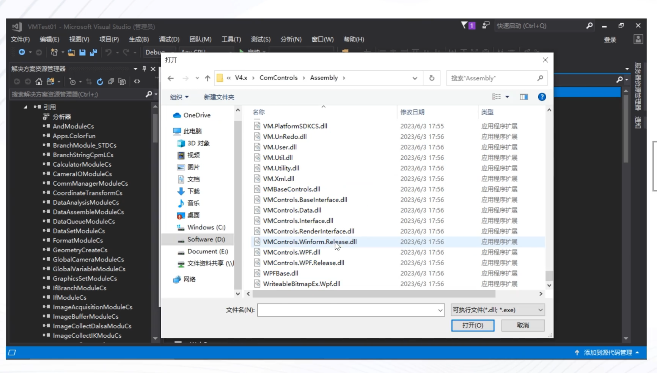 VMTest01 - Microsoft Visual Studio (管理员)
快速启动 (Ctrl+Q)
文件(F) 编辑(E) 视图(V) 项目(P) 生成(B) 调试(D) 团队(M) 工具(T) 测试(S) 分析(N) 窗口(W) 帮助(H)
登录
解决方案资源管理器
搜索解决方案资源管理器(Ctrl+;)
引用
分析器
AndModuleCs
Apps.ColorFun
BranchModule_STDCs
BranchStringCpmLCs
CalculatorModuleCs
CameraIOModuleCs
CommManagerModuleCs
CoordinateTransformCs
DataAnalysisModuleCs
DataAssembleModuleCs
DataQueueModuleCs
DataSetModuleCs
FormatModuleCs
GeometryCreateCs
GlobalCameraModuleCs
GlobalVariableModuleCs
GraphicsSetModuleCs
IfBranchModuleCs
IfModuleCs
ImageAcquisitionModuleCs
ImageBufferModuleCs
ImageCollectDalsaModuCs
ImageCollectIKModuCs
打开
« V4.x › ComControls › Assembly ›
搜索"Assembly"
组织 新建文件夹
OneDrive
此电脑
3D 对象
视频
图片
文档
下载
音乐
桌面
Windows (C:)
Software (D:)
Document (E:)
文件资料共享 (\\
网络
名称 修改日期 类型
VM.PlatformSDKCS.dll 2023/6/3 17:55 应用程序扩展
VM.UnRedo.dll 2023/6/3 17:56 应用程序扩展
VM.User.dll 2023/6/3 17:56 应用程序扩展
VM.Util.dll 2023/6/3 17:56 应用程序扩展
VM.Utility.dll 2023/6/3 17:56 应用程序扩展
VM.Xml.dll 2023/6/3 17:56 应用程序扩展
VMBaseControls.dll 2023/6/3 17:56 应用程序扩展
VMControls.BaseInterface.dll 2023/6/3 17:56 应用程序扩展
VMControls.Data.dll 2023/6/3 17:56 应用程序扩展
VMControls.Interface.dll 2023/6/3 17:56 应用程序扩展
VMControls.RenderInterface.dll 2023/6/3 17:56 应用程序扩展
VMControls.Winform.Release.dll 2023/6/3 17:56 应用程序扩展
VMControls.WPF.dll 2023/6/3 17:56 应用程序扩展
VMControls.WPF.Release.dll 2023/6/3 17:56 应用程序扩展
WPFBase.dll 2023/6/3 17:56 应用程序扩展
WriteableBitmapEx.Wpf.dll 2023/6/3 17:56 应用程序扩展
文件名(N):
可执行文件(*.dll; *.exe)
打开(O) 取消
添加到源代码管理